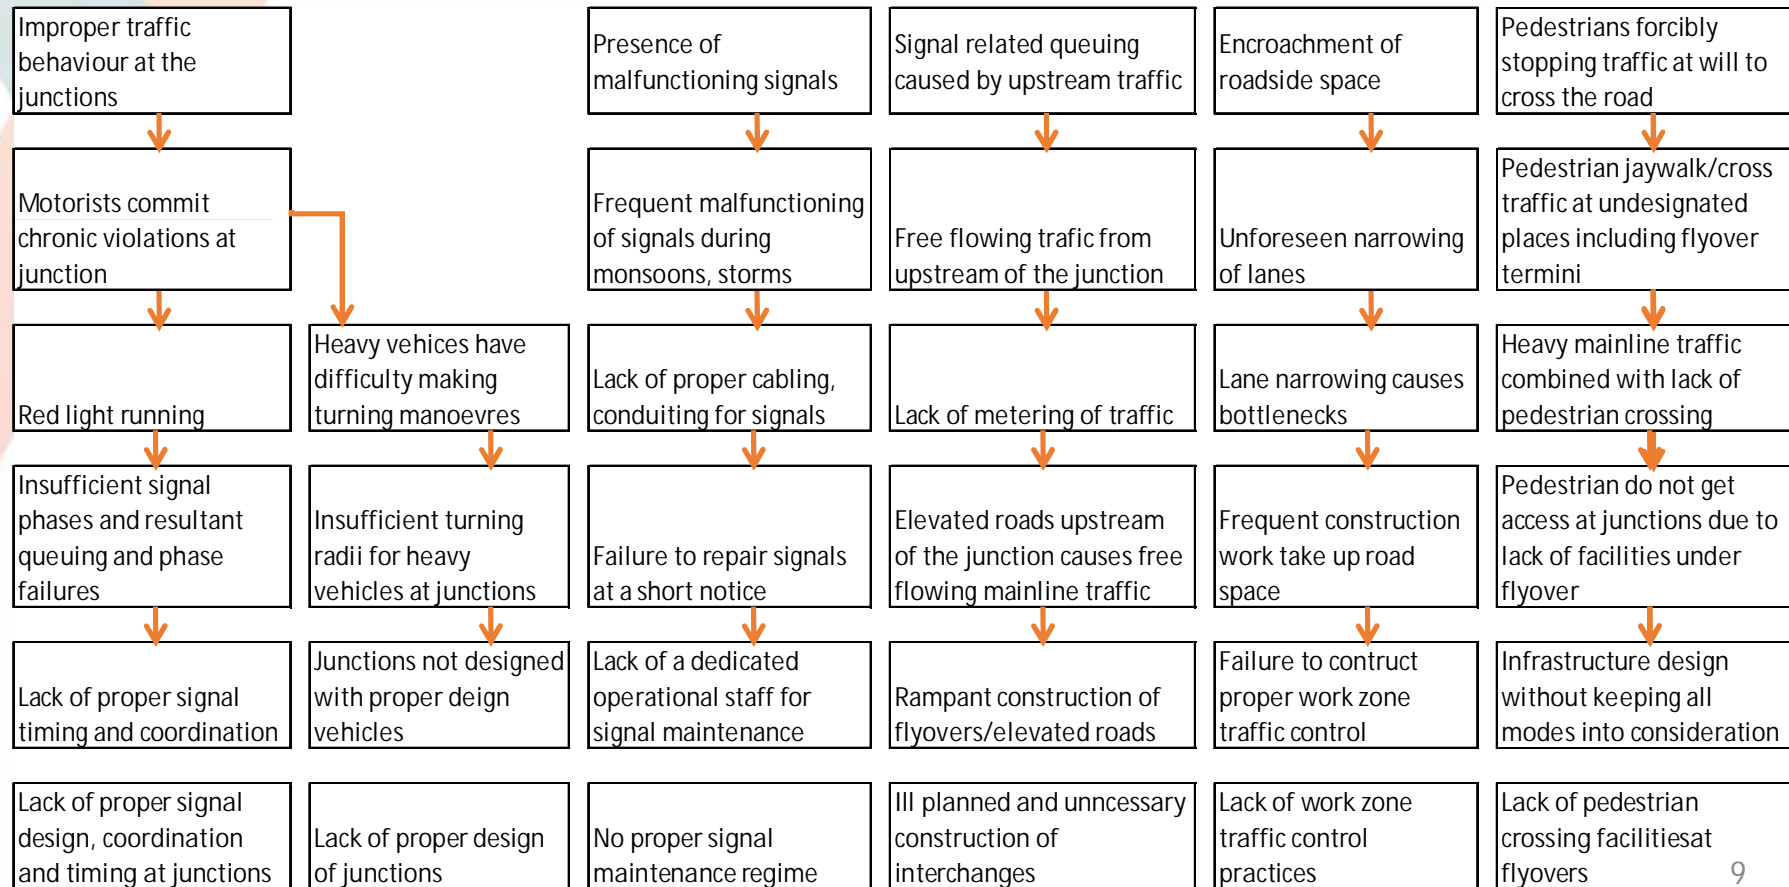 Improper traffic
behaviour at the
junctions
Presence of
malfunctioning signals
Signal related queuing
caused by upstream traffic
Encroachment of
roadside space
Pedestrians forcibly
stopping traffic at will to
cross the road
Motorists commit
chronic violations at
junction
Frequent malfunctioning
of signals during
monsoons, storms
Free flowing trafic from
upstream of the junction
Unforeseen narrowing
of lanes
Pedestrian jaywalk/cross
traffic at undesignated
places including flyover
termini
Red light running
Heavy vehices have
difficulty making
turning manoevres
Lack of proper cabling,
conduiting for signals
Lack of metering of traffic
Lane narrowing causes
bottlenecks
Heavy mainline traffic
combined with lack of
pedestrian crossing
Insufficient signal
phases and resultant
queuing and phase
failures
Insufficient turning
radii for heavy
vehicles at junctions
Failure to repair signals
at a short notice
Elevated roads upstream
of the junction causes free
flowing mainline traffic
Frequent construction
work take up road
space
Pedestrian do not get
access at junctions due to
lack of facilities under
flyover
Lack of proper signal
timing and coordination
Junctions not designed
with proper deign
vehicles
Lack of a dedicated
operational staff for
signal maintenance
Rampant construction of
flyovers/elevated roads
Failure to contruct
proper work zone
traffic control
Infrastructure design
without keeping all
modes into consideration
Lack of proper signal
design, coordination
and timing at junctions
Lack of proper design
of junctions
No proper signal
maintenance regime
Ill planned and unncessary
construction of
interchanges
Lack of work zone
traffic control
practices
Lack of pedestrian
crossing facilitiesat
flyovers
9